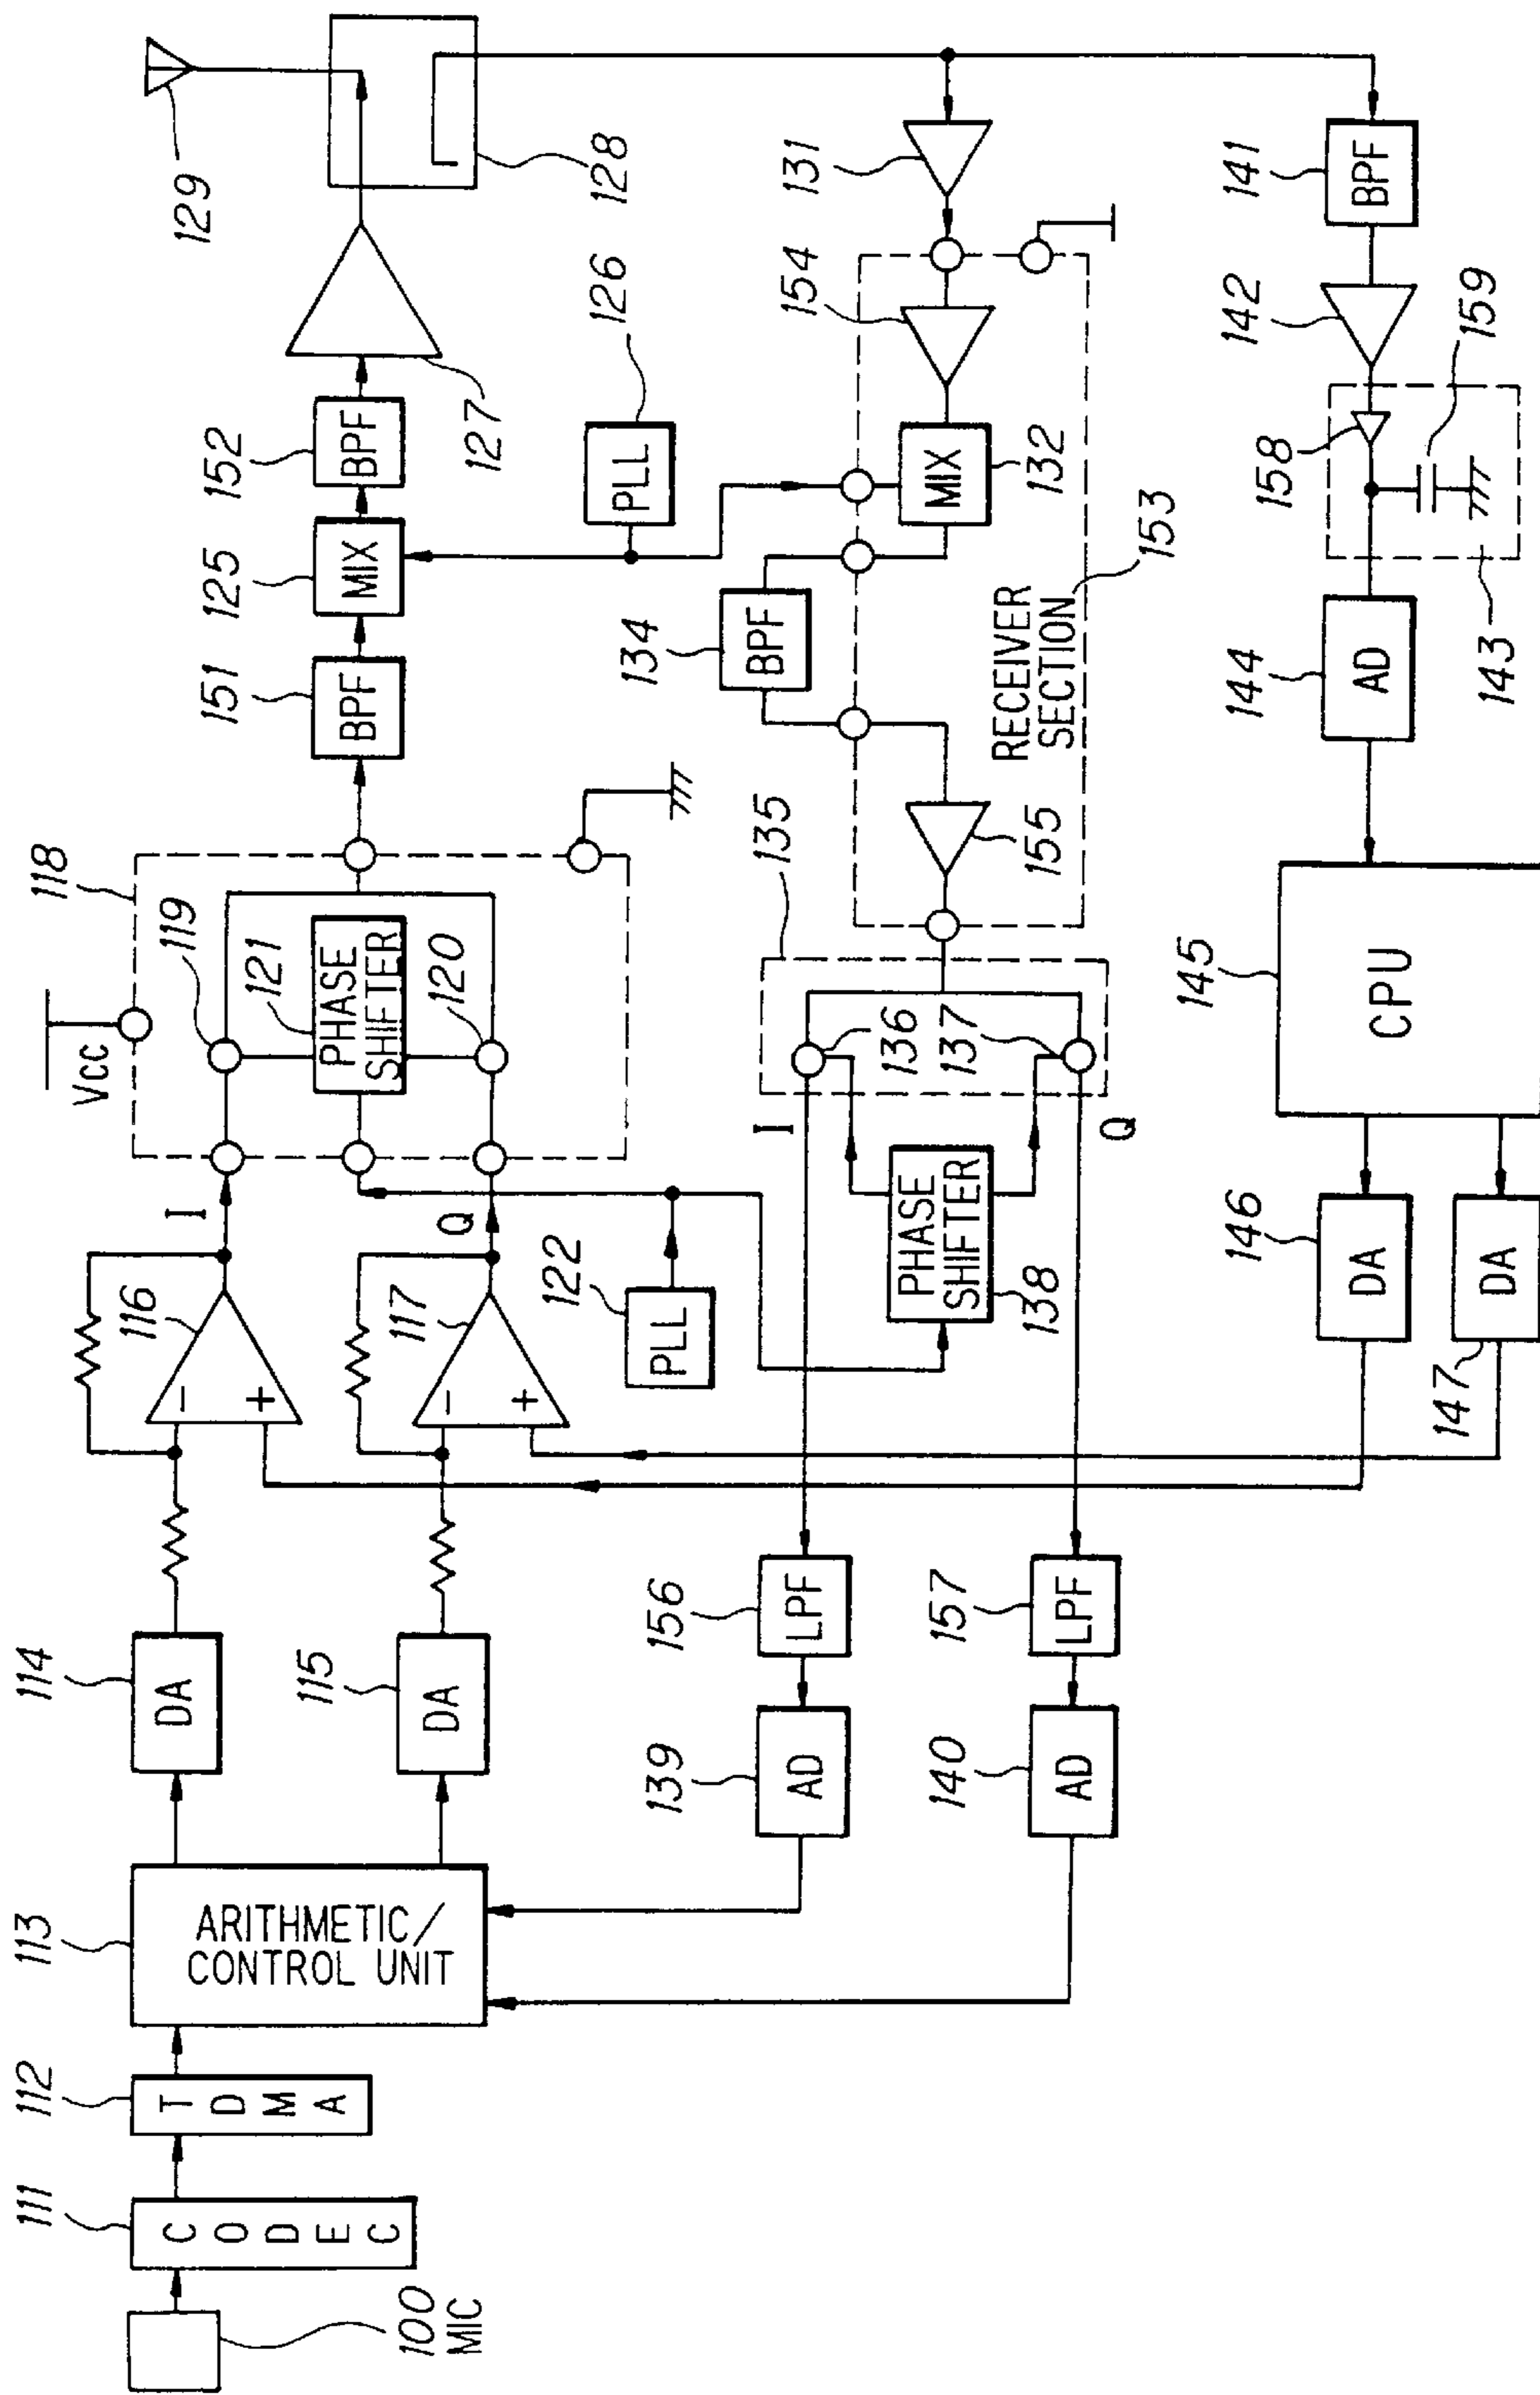 100
MIC
111
CODEC
112
TDMA
113
ARITHMETIC/
CONTROL UNIT
114
DA
115
DA
116
-
+
I
117
-
+
Q
Vcc
118
119
121
PHASE
SHIFTER
120
122
PLL
151
BPF
125
MIX
152
BPF
127
126
PLL
129
128
131
154
MIX
132
153
RECEIVER
SECTION
134
BPF
155
135
136
137
I
Q
PHASE
SHIFTER
138
156
LPF
157
LPF
139
AD
140
AD
141
BPF
142
158
159
143
144
AD
145
CPU
146
DA
147
DA